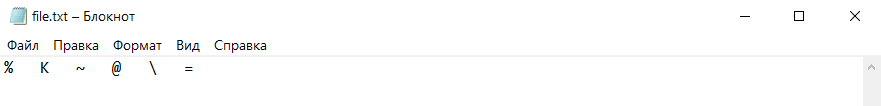 file.txt – Блокнот
Файл Правка Формат Вид Справка
% K ~ @ \ =